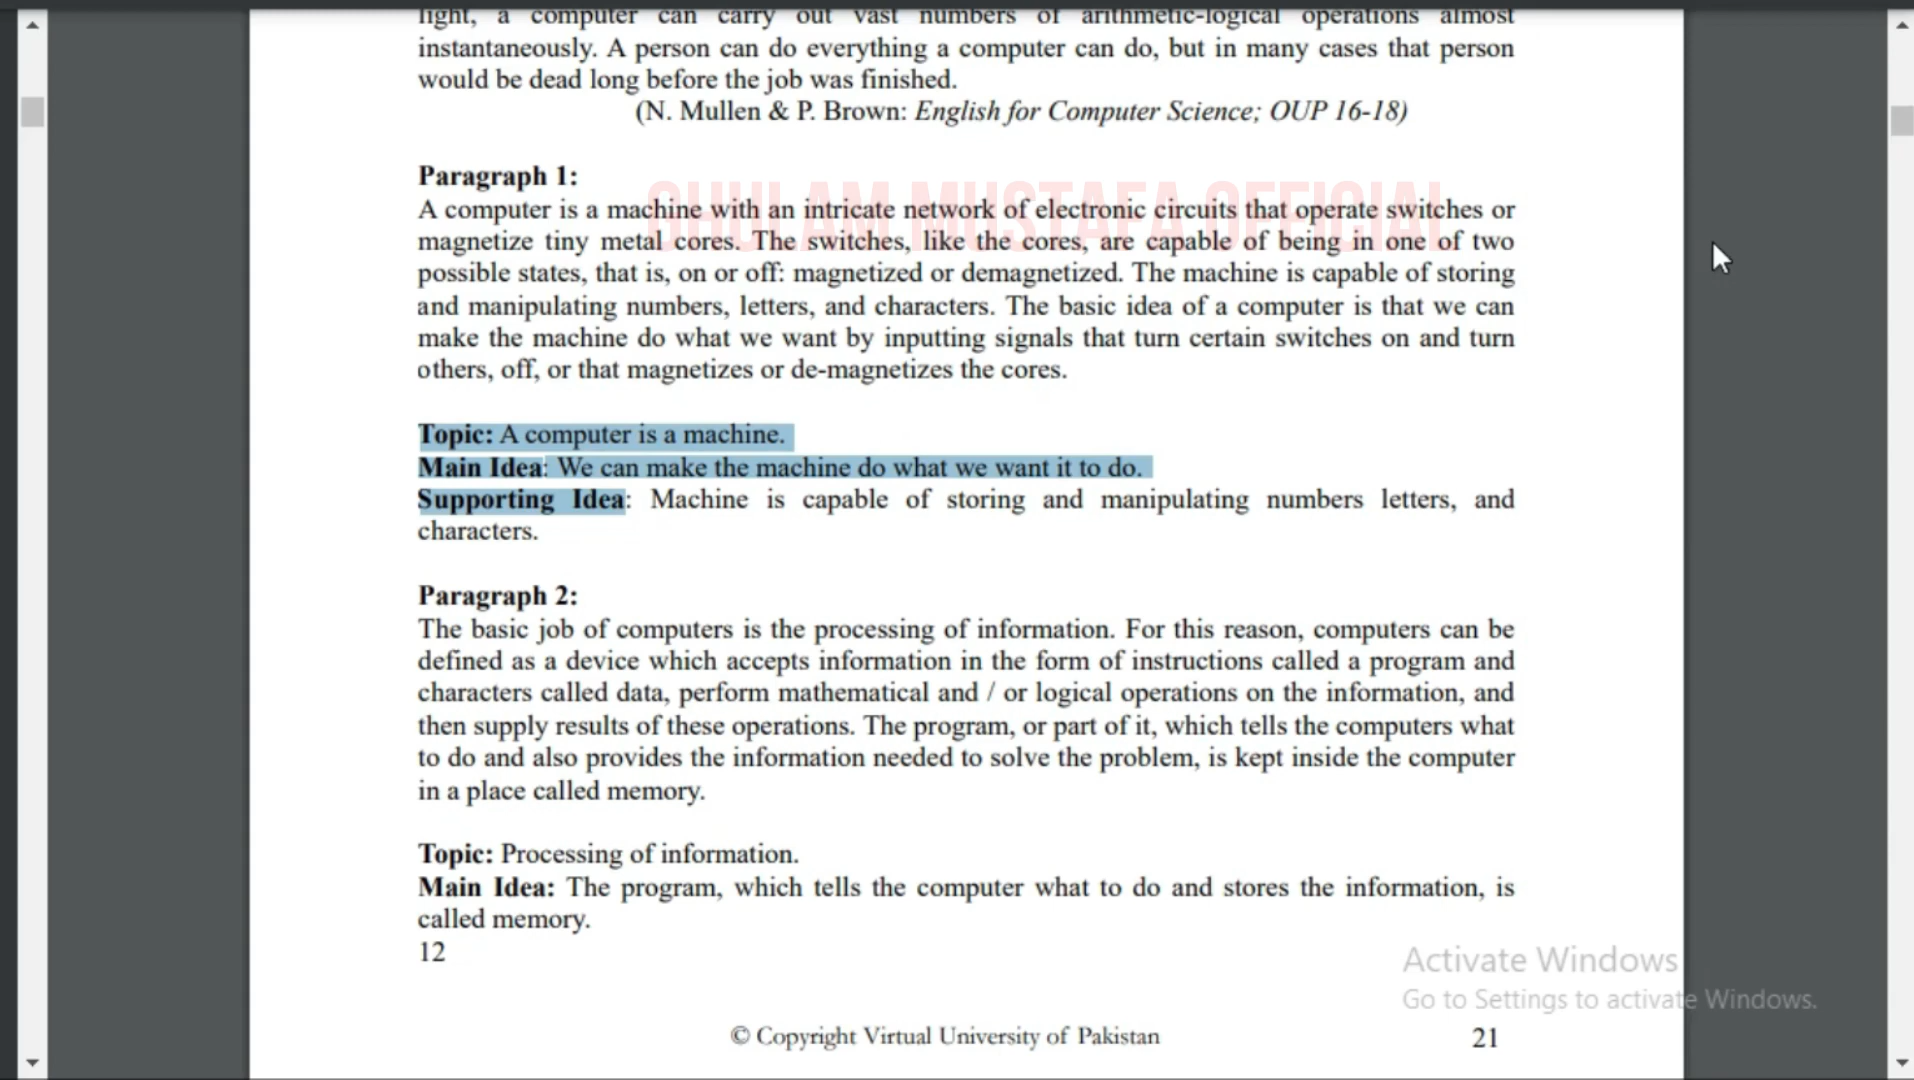 light, a computer can carry out vast numbers of arithmetic-logical operations almost
instantaneously. A person can do everything a computer can do, but in many cases that person
would be dead long before the job was finished.
(N. Mullen & P. Brown: English for Computer Science; OUP 16-18)
Paragraph 1:
GHULAM MUSTAFA OFFICIAL
A computer is a machine with an intricate network of electronic circuits that operate switches or
magnetize tiny metal cores. The switches, like the cores, are capable of being in one of two
possible states, that is, on or off: magnetized or demagnetized. The machine is capable of storing
and manipulating numbers, letters, and characters. The basic idea of a computer is that we can
make the machine do what we want by inputting signals that turn certain switches on and turn
others, off, or that magnetizes or de-magnetizes the cores.
Topic: A computer is a machine.
Main Idea: We can make the machine do what we want it to do.
Supporting Idea: Machine is capable of storing and manipulating numbers letters, and
characters.
Paragraph 2:
The basic job of computers is the processing of information. For this reason, computers can be
defined as a device which accepts information in the form of instructions called a program and
characters called data, perform mathematical and / or logical operations on the information, and
then supply results of these operations. The program, or part of it, which tells the computers what
to do and also provides the information needed to solve the problem, is kept inside the computer
in a place called memory.
Topic: Processing of information.
Main Idea: The program, which tells the computer what to do and stores the information, is
called memory.
12
Activate Windows
Go to Settings to activate Windows.
© Copyright Virtual University of Pakistan 21